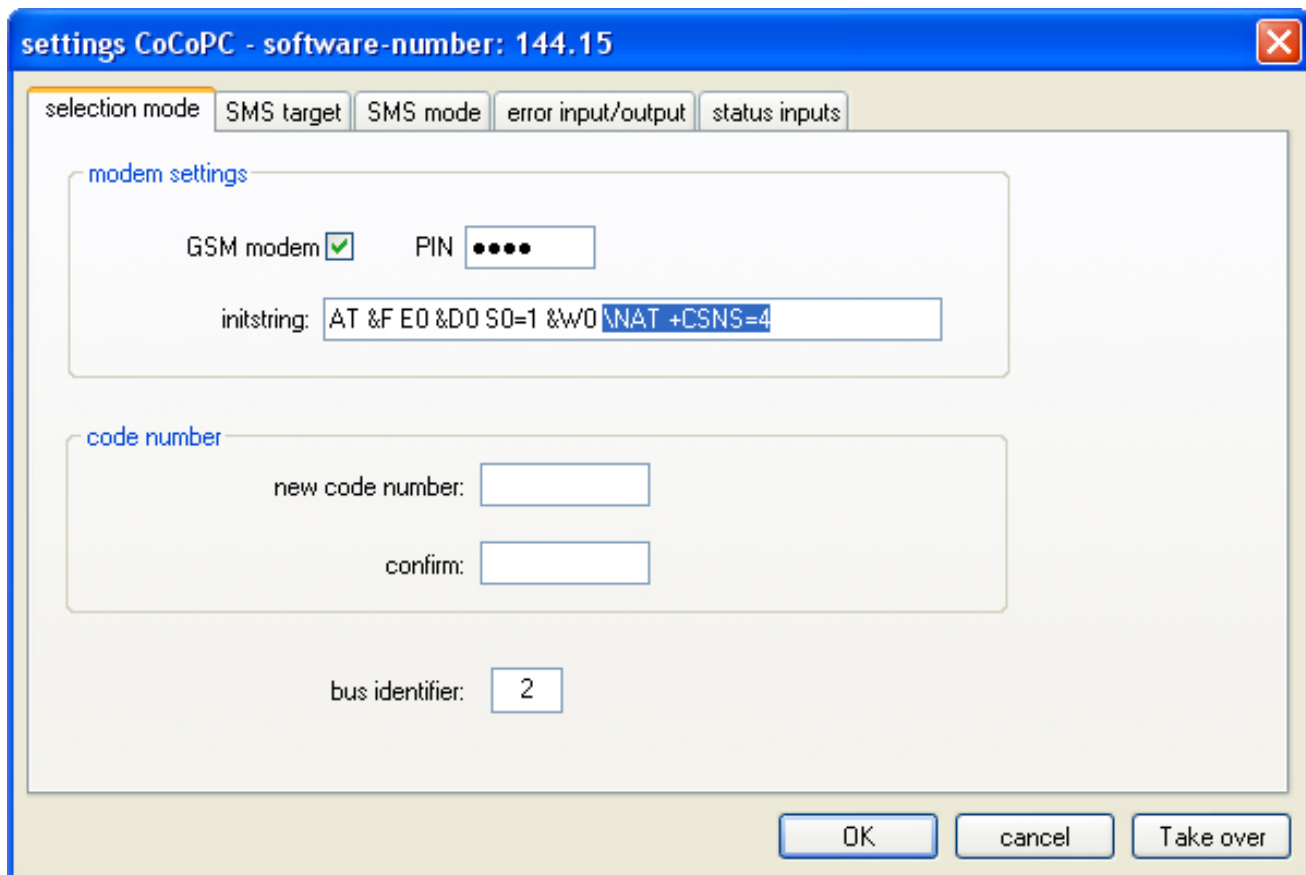 settings CoCoPC - software-number: 144.15
selection mode SMS target SMS mode error input/output status inputs
modem settings
GSM modem PIN ●●●●
initstring: AT &F E0 &D0 S0=1 &W0 \NAT +CSNS=4
code number
new code number:
confirm:
bus identifier: 2
OK cancel Take over